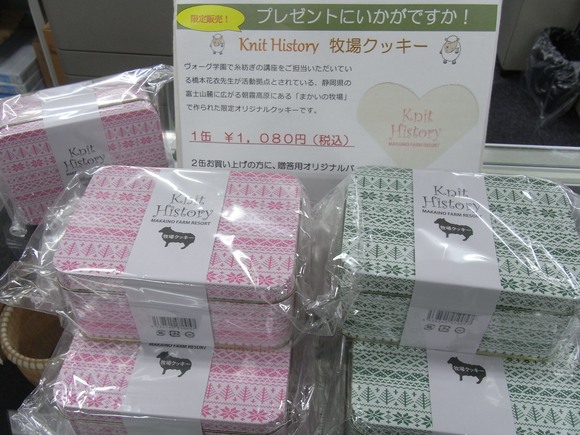 限定販売！
プレゼントにいかがですか！
Knit History 牧場クッキー
ヴォーグ学園で糸紡ぎの講座をご担当いただいてい
る橋本花衣先生が活動拠点とされている、静岡県の
富士山麓に広がる朝霧高原にある「まかいの牧場」
で作られた限定オリジナルクッキーです。
1缶 ￥1,080円（税込）
2缶お買い上げの方に、贈答用オリジナルバ
Knit
History
MAKAINO FARM RESORT
Knit
History
Knit
History
MAKAINO FARM RESORT
牧場クッキー
Knit
History
MAKAINO FARM RESORT
牧場クッキー
牧場クッキー
牧場クッキー